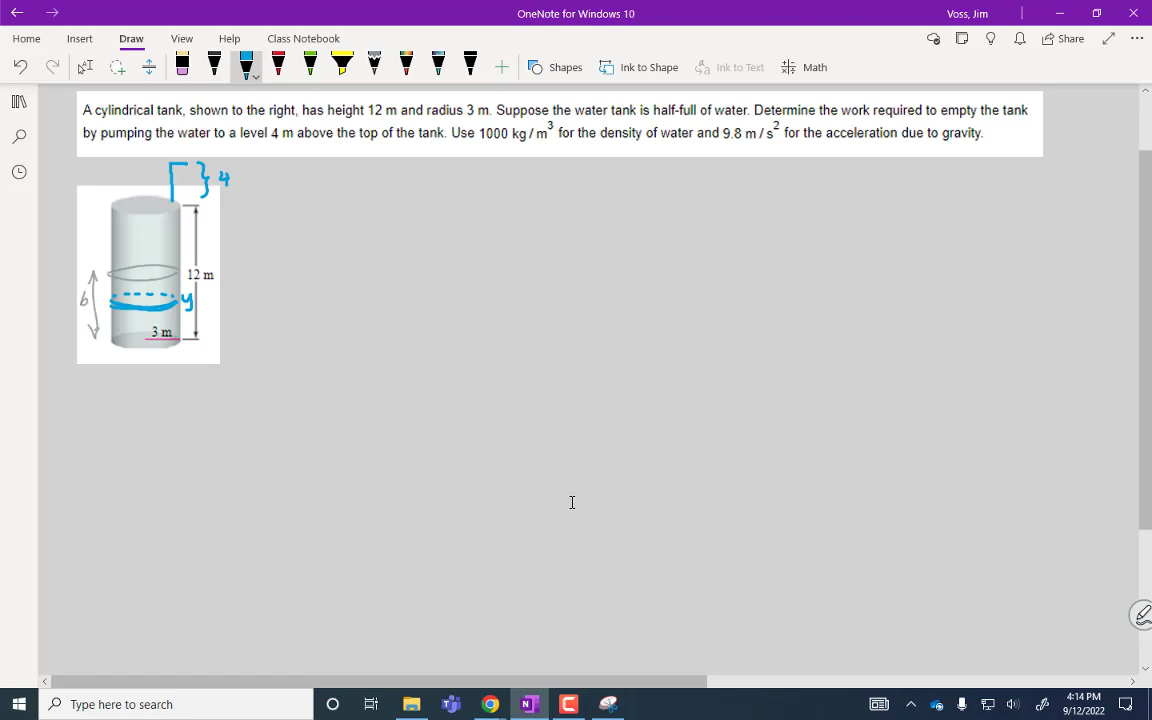 OneNote for Windows 10
Voss, Jim
Home Insert Draw View Help Class Notebook
Share
Shapes Ink to Shape Ink to Text Math
A cylindrical tank, shown to the right, has height 12 m and radius 3 m. Suppose the water tank is half-full of water. Determine the work required to empty the tank
by pumping the water to a level 4 m above the top of the tank. Use 1000 kg / m³ for the density of water and 9.8 m / s² for the acceleration due to gravity.
4
12 m
6
y
3 m
Type here to search
4:14 PM
9/12/2022